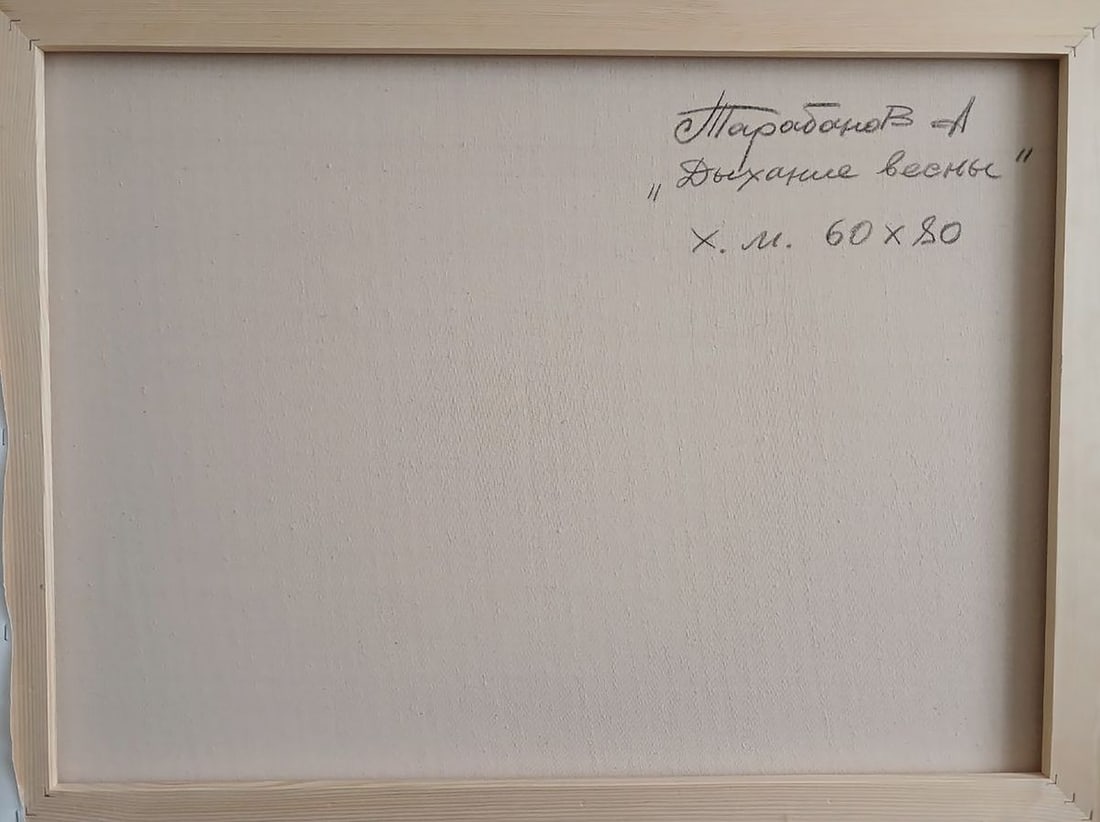 Тарабанов А
„Дыхание весны"
х. м. 60 х 80